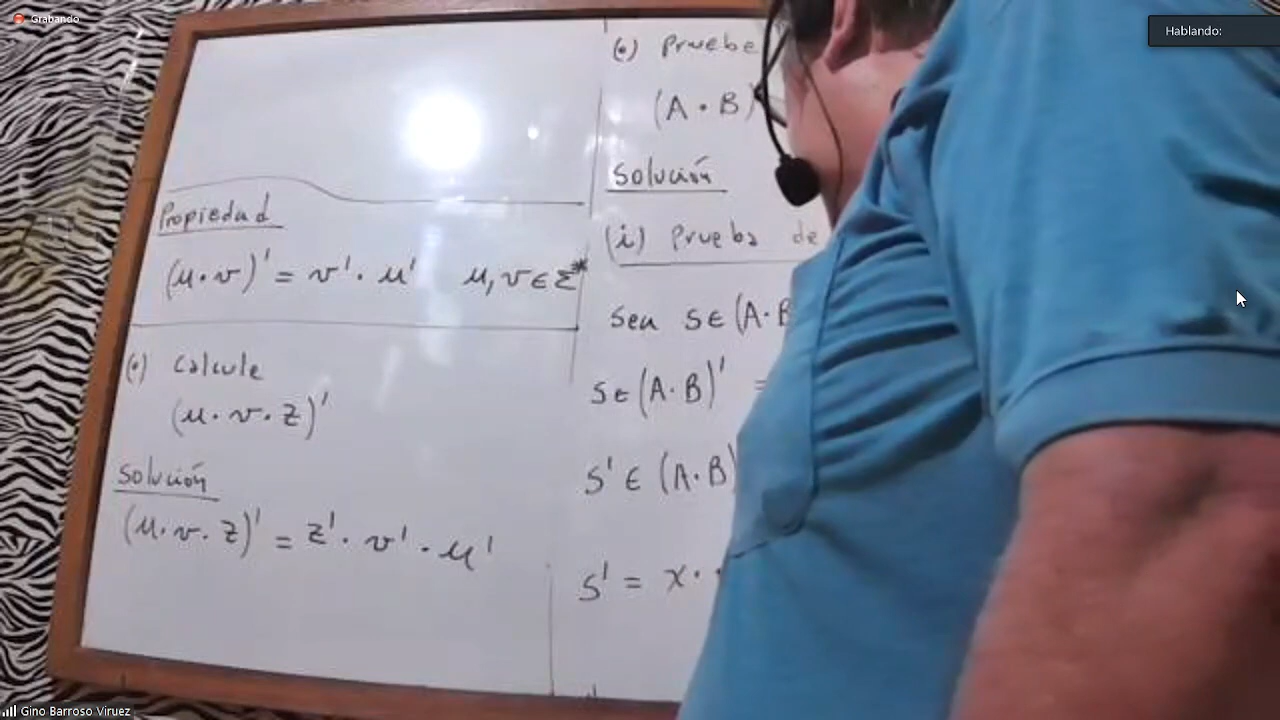 Grabando
Hablando:
Propiedad
(u·v)' = v'·u' u,v ∈ Σ*
(•) Calcule
(u·v·z)'
Solución
(u·v·z)' = z'·v'·u'
(•) Pruebe
(A·B)
Solución
(i) Prueba de
Sea s∈(A·B
s∈(A·B)' =
s' ∈ (A·B)
s' = x·
Gino Barroso Viruez